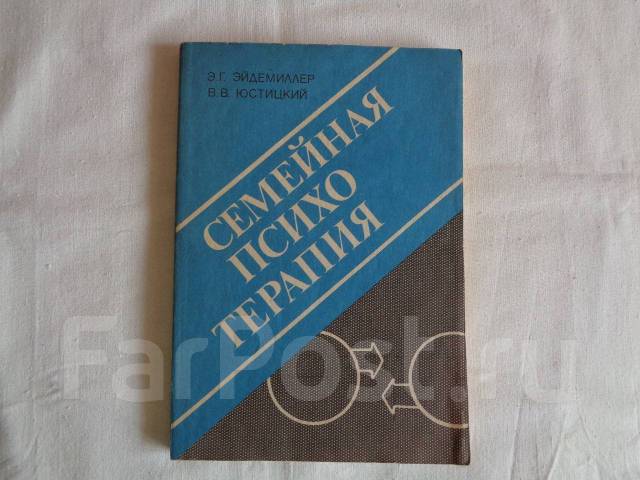 Э.Г. ЭЙДЕМИЛЛЕР
В.В. ЮСТИЦКИЙ
СЕМЕЙНАЯ
ПСИХО
ТЕРАПИЯ
FarPost.ru